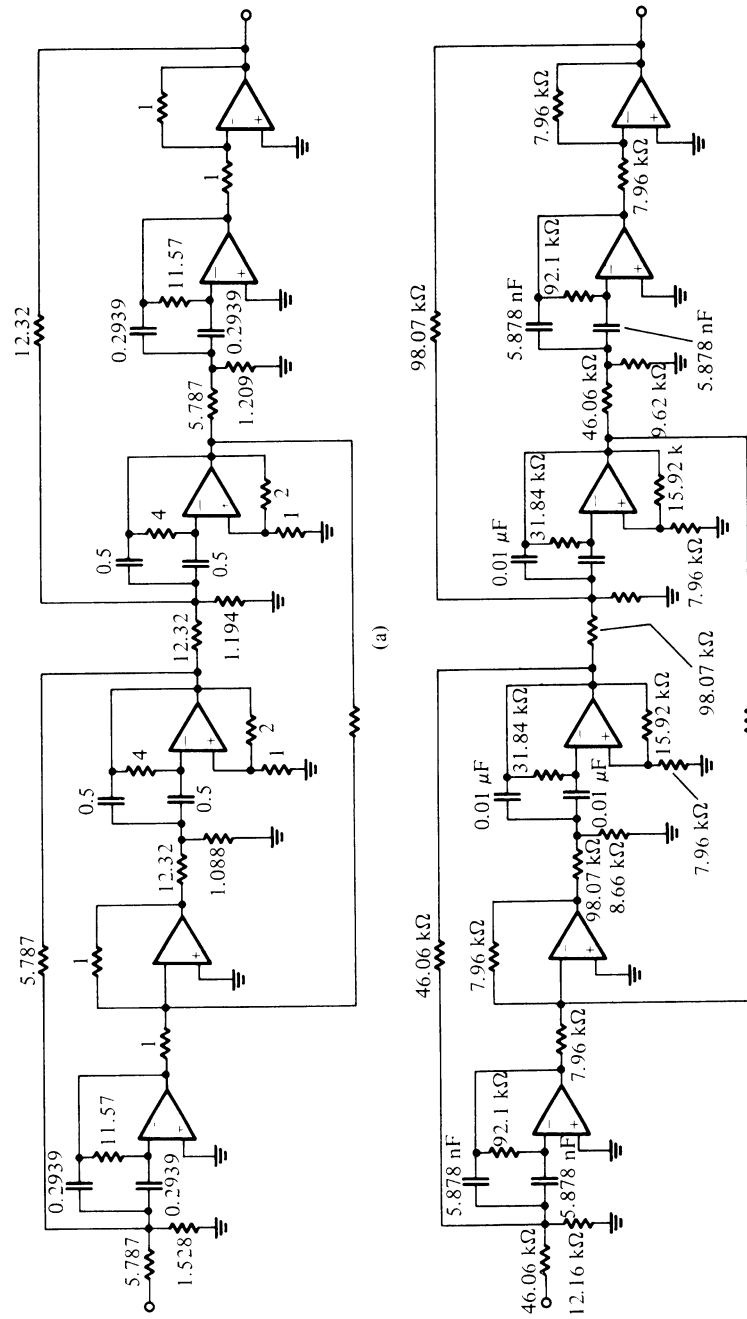 5.787
12.32
0.2939
11.57
0.2939
5.787
1.528
1
1
12.32
1.088
0.5
4
0.5
2
1
12.32
1.194
0.5
4
0.5
2
1
5.787
1.209
0.2939
11.57
0.2939
1
1
(a)
46.06 kΩ
98.07 kΩ
5.878 nF
92.1 kΩ
5.878 nF
46.06 kΩ
12.16 kΩ
7.96 kΩ
7.96 kΩ
98.07 kΩ
8.66 kΩ
0.01 μF
31.84 kΩ
0.01 μF
15.92 kΩ
7.96 kΩ
98.07 kΩ
0.01 μF
31.84 kΩ
15.92 k
7.96 kΩ
46.06 kΩ
9.62 kΩ
5.878 nF
92.1 kΩ
5.878 nF
7.96 kΩ
7.96 kΩ